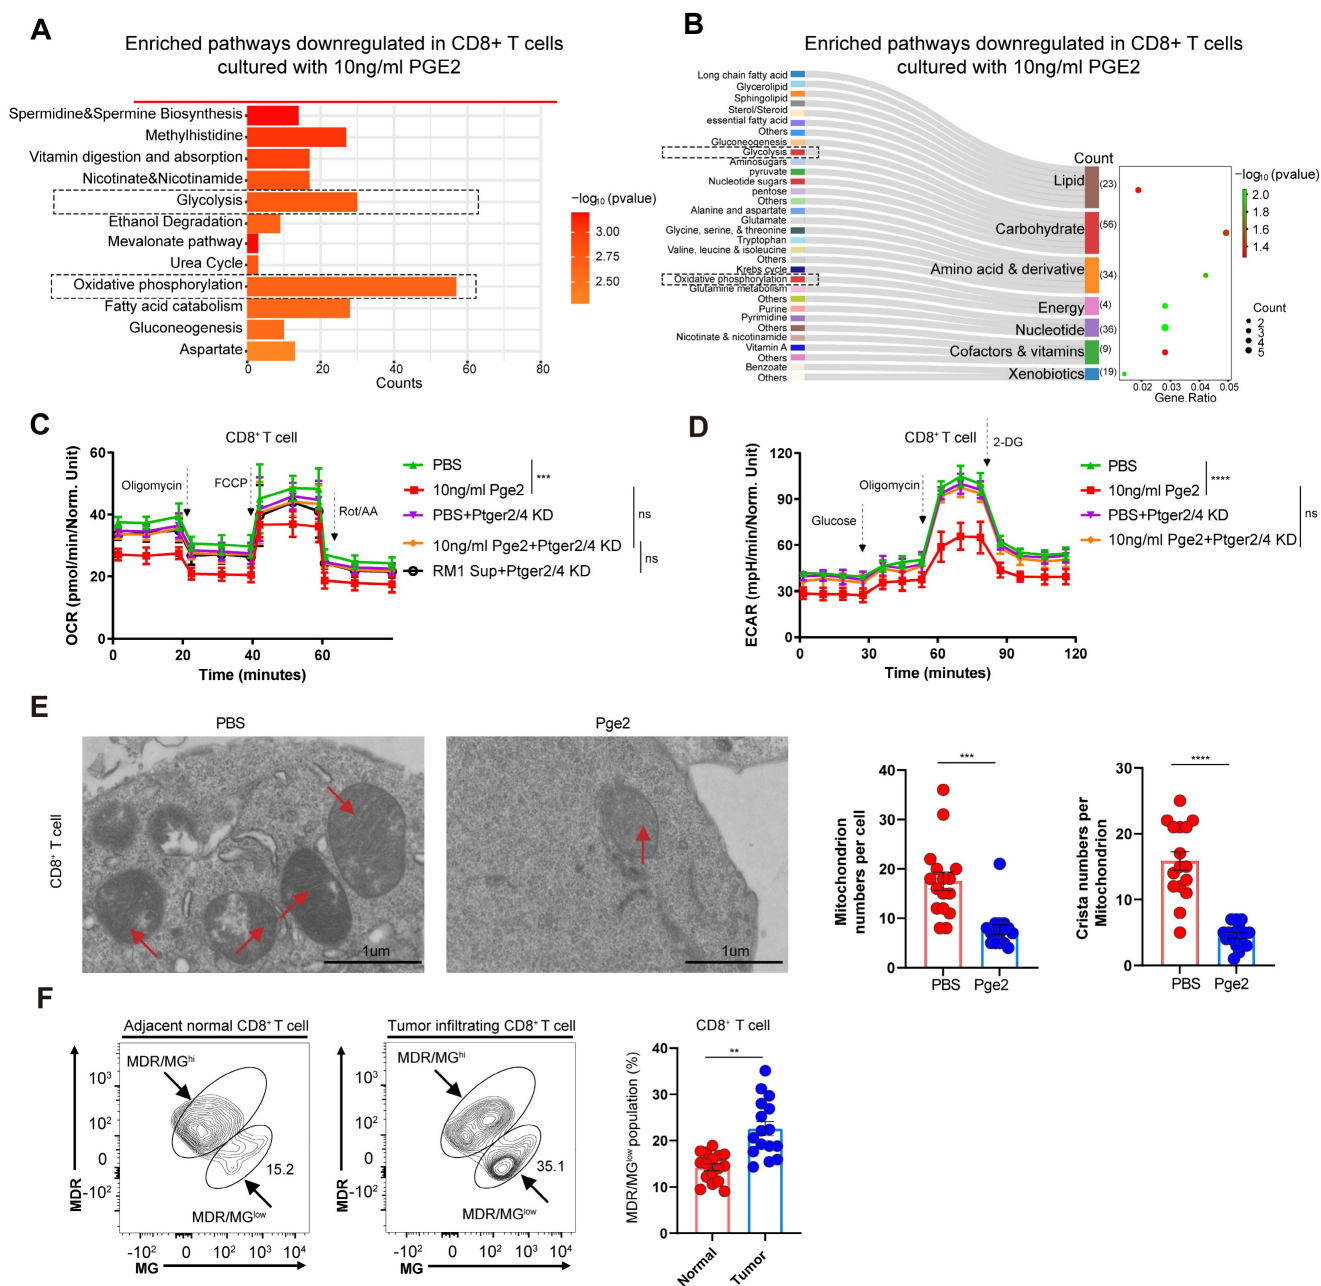 A
Enriched pathways downregulated in CD8+ T cells
cultured with 10ng/ml PGE2
Spermidine&Spermine Biosynthesis
Methylhistidine
Vitamin digestion and absorption
Nicotinate&Nicotinamide
Glycolysis
Ethanol Degradation
Mevalonate pathway
Urea Cycle
Oxidative phosphorylation
Fatty acid catabolism
Gluconeogenesis
Aspartate
0 20 40 60 80
Counts
−log₁₀ (pvalue)
3.00
2.75
2.50
B
Enriched pathways downregulated in CD8+ T cells
cultured with 10ng/ml PGE2
Long chain fatty acid
Glycerolipid
Sphingolipid
Sterol/Steroid
essential fatty acid
Others
Gluconeogenesis
Glycolysis
Aminosugars
pyruvate
Nucleotide sugars
pentose
Others
Alanine and aspartate
Glutamate
Glycine, serine, & threonine
Tryptophan
Valine, leucine & isoleucine
Others
Krebs cycle
Oxidative phosphorylation
Glutamine metabolism
Others
Purine
Pyrimidine
Others
Nicotinate & nicotinamide
Vitamin A
Others
Benzoate
Others
Count
Lipid (23)
Carbohydrate (56)
Amino acid & derivative (34)
Energy (4)
Nucleotide (36)
Cofactors & vitamins (9)
Xenobiotics (19)
0.02 0.03 0.04 0.05
Gene.Ratio
−log₁₀ (pvalue)
2.0
1.8
1.6
1.4
Count
2
3
4
5
C
CD8⁺ T cell
OCR (pmol/min/Norm. Unit)
60
40
20
0
0 20 40 60
Time (minutes)
Oligomycin
FCCP
Rot/AA
PBS
10ng/ml Pge2
PBS+Ptger2/4 KD
10ng/ml Pge2+Ptger2/4 KD
RM1 Sup+Ptger2/4 KD
***
ns
ns
D
CD8⁺ T cell
ECAR (mpH/min/Norm. Unit)
120
90
60
30
0
0 30 60 90 120
Time (minutes)
Glucose
Oligomycin
2-DG
PBS
10ng/ml Pge2
PBS+Ptger2/4 KD
10ng/ml Pge2+Ptger2/4 KD
****
ns
E
PBS
Pge2
CD8⁺ T cell
1um
1um
Mitochondrion
numbers per cell
40
30
20
10
0
***
PBS Pge2
Crista numbers per
Mitochondrion
30
20
10
0
****
PBS Pge2
F
Adjacent normal CD8⁺ T cell
MDR/MGʰⁱ
15.2
MDR/MGˡᵒʷ
MDR
10³
10²
0
-10²
-10² 0 10² 10³ 10⁴
MG
Tumor infiltrating CD8⁺ T cell
MDR/MGʰⁱ
35.1
MDR/MGˡᵒʷ
MDR
10³
10²
0
-10²
-10² 0 10² 10³ 10⁴
MG
CD8⁺ T cell
MDR/MGˡᵒʷ population (%)
40
30
20
10
0
**
Normal Tumor